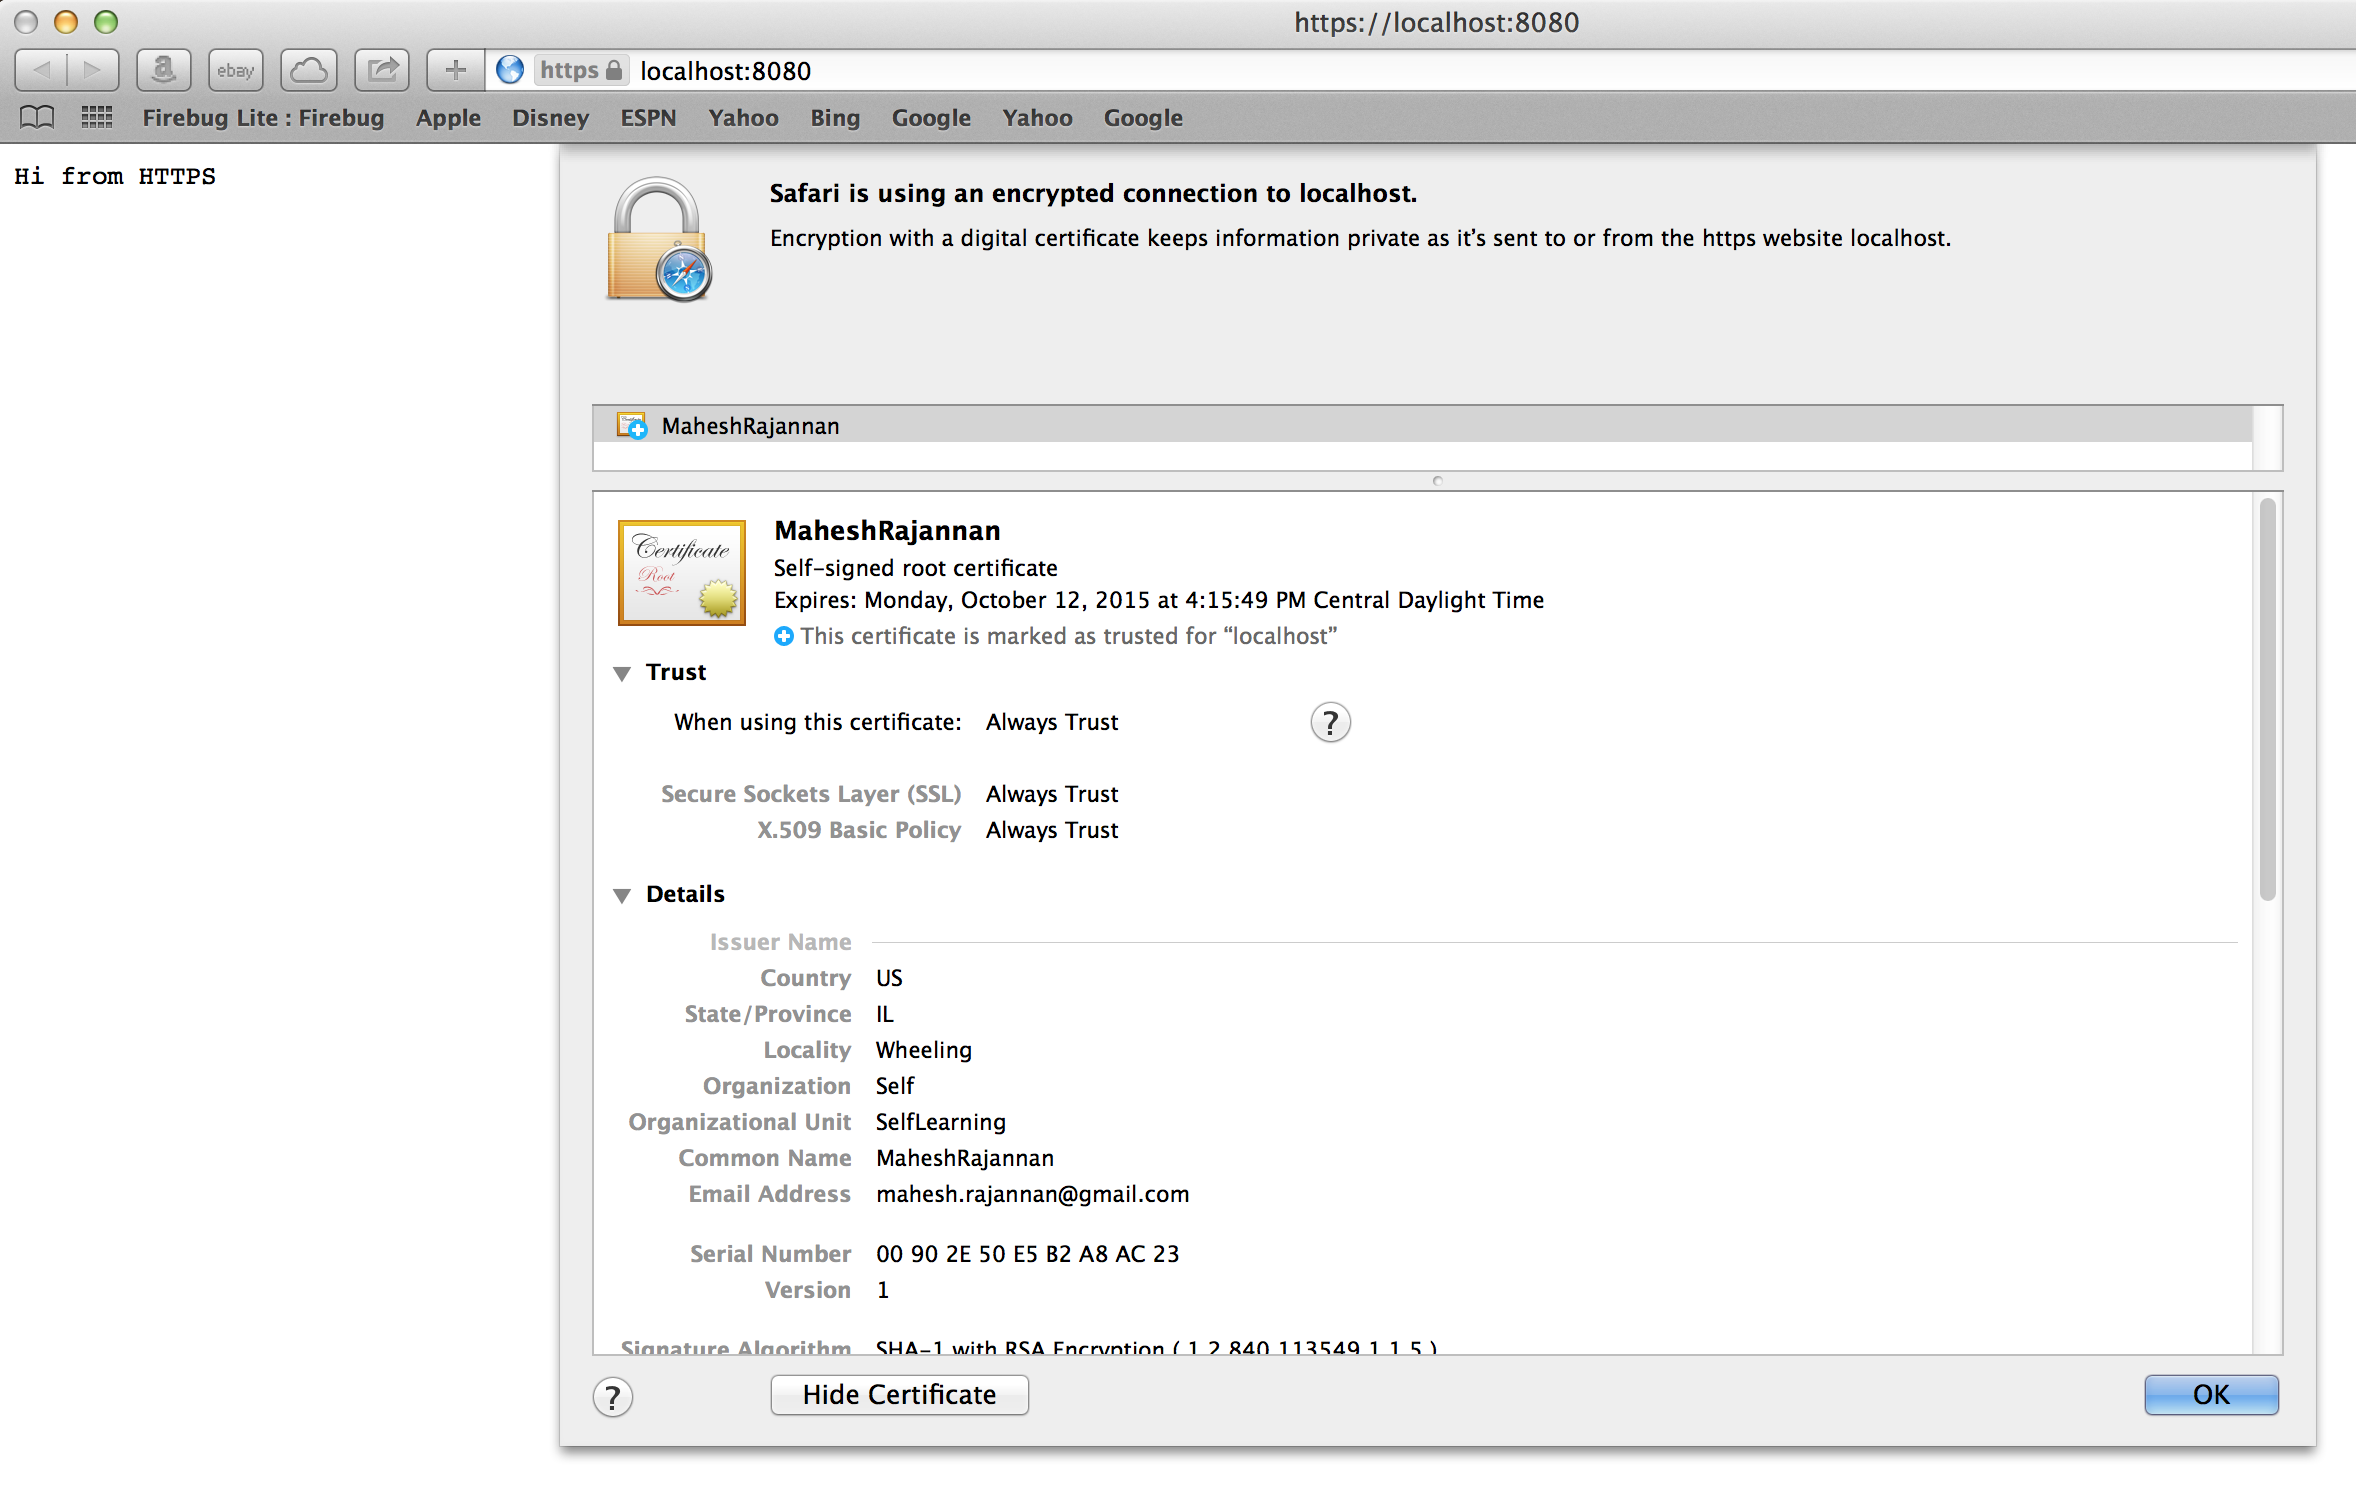 https://localhost:8080
a ebay + https localhost:8080
Firebug Lite : Firebug Apple Disney ESPN Yahoo Bing Google Yahoo Google
Hi from HTTPS
Safari is using an encrypted connection to localhost.
Encryption with a digital certificate keeps information private as it’s sent to or from the https website localhost.
MaheshRajannan
Certificate
Root
MaheshRajannan
Self-signed root certificate
Expires: Monday, October 12, 2015 at 4:15:49 PM Central Daylight Time
This certificate is marked as trusted for “localhost”
Trust
When using this certificate: Always Trust ?
Secure Sockets Layer (SSL) Always Trust
X.509 Basic Policy Always Trust
Details
Issuer Name
Country US
State/Province IL
Locality Wheeling
Organization Self
Organizational Unit SelfLearning
Common Name MaheshRajannan
Email Address mahesh.rajannan@gmail.com
Serial Number 00 90 2E 50 E5 B2 A8 AC 23
Version 1
Signature Algorithm SHA-1 with RSA Encryption ( 1.2.840.113549.1.1.5 )
? Hide Certificate OK